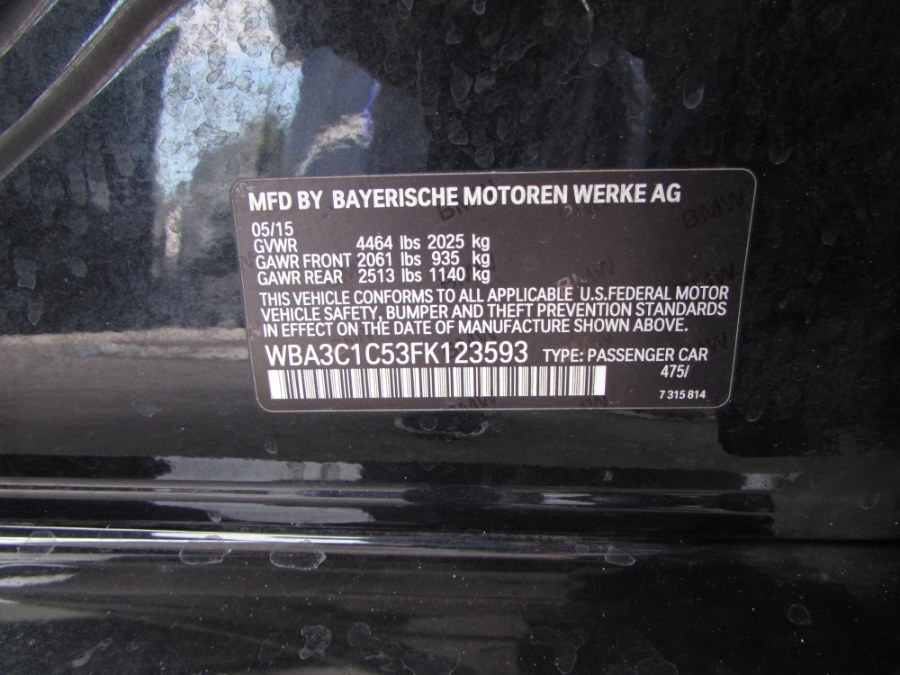 MFD BY BAYERISCHE MOTOREN WERKE AG
05/15
GVWR 4464 lbs 2025 kg
GAWR FRONT 2061 lbs 935 kg
GAWR REAR 2513 lbs 1140 kg
THIS VEHICLE CONFORMS TO ALL APPLICABLE U.S.FEDERAL MOTOR
VEHICLE SAFETY, BUMPER AND THEFT PREVENTION STANDARDS
IN EFFECT ON THE DATE OF MANUFACTURE SHOWN ABOVE.
WBA3C1C53FK123593 TYPE: PASSENGER CAR
475/
7 315 814
BMW
BMW
BMW